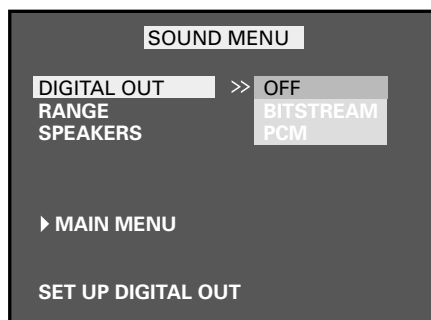 SOUND MENU
DIGITAL OUT >> OFF
RANGE BITSTREAM
SPEAKERS PCM
MAIN MENU
SET UP DIGITAL OUT